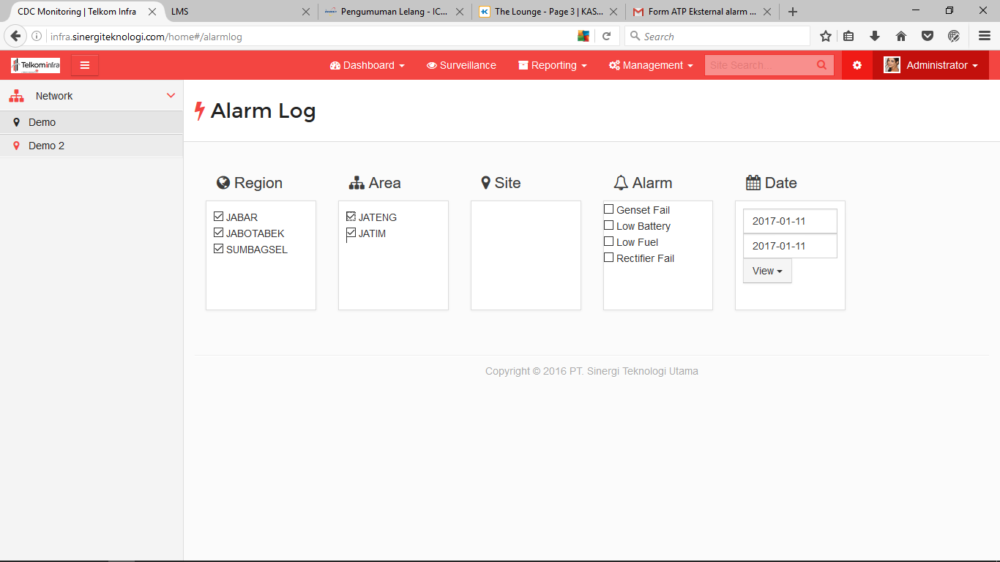 CDC Monitoring | Telkom Infra
LMS
Pengumuman Lelang - IC...
The Lounge - Page 3 | KAS...
Form ATP Eksternal alarm ...
infra.sinergiteknologi.com/home#/alarmlog
Search
Telkominfra
Dashboard
Surveillance
Reporting
Management
Site Search...
Administrator
Network
Demo
Demo 2
Alarm Log
Region
JABAR
JABOTABEK
SUMBAGSEL
Area
JATENG
JATIM
Site
Alarm
Genset Fail
Low Battery
Low Fuel
Rectifier Fail
Date
2017-01-11
2017-01-11
View
Copyright © 2016 PT. Sinergi Teknologi Utama